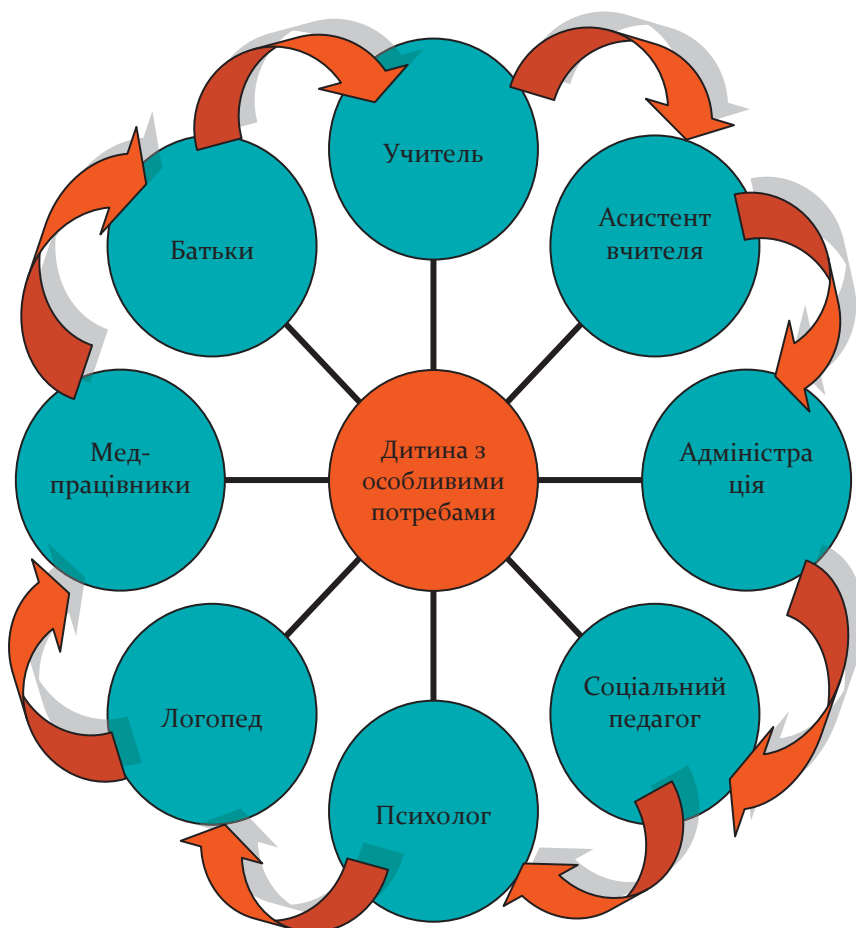 Учитель
Асистент
вчителя
Адміністра
ція
Соціальний
педагог
Психолог
Логопед
Мед-
працівники
Батьки
Дитина з
особливими
потребами